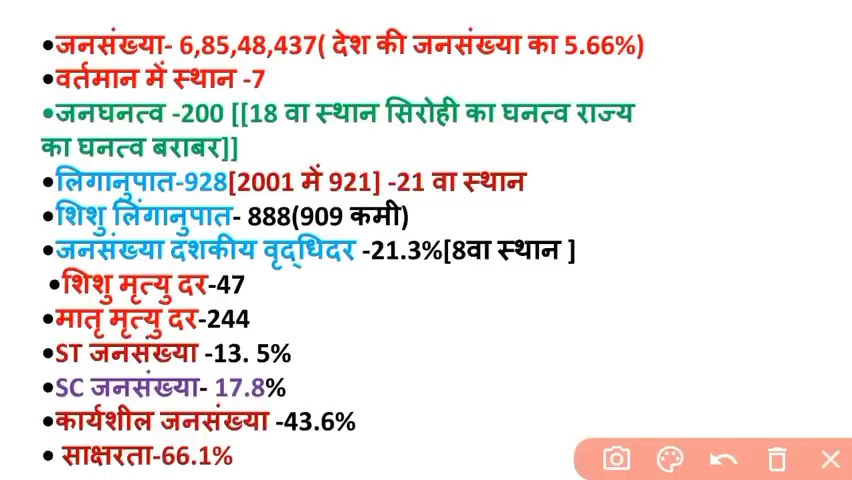 •जनसंख्या- 6,85,48,437( देश की जनसंख्या का 5.66%)
•वर्तमान में स्थान -7
•जनघनत्व -200 [[18 वा स्थान सिरोही का घनत्व राज्य
का घनत्व बराबर]]
•लिगानुपात-928[2001 में 921] -21 वा स्थान
•शिशु लिंगानुपात- 888(909 कमी)
•जनसंख्या दशकीय वृद्धिदर -21.3%[8वा स्थान ]
•शिशु मृत्यु दर-47
•मातृ मृत्यु दर-244
•ST जनसंख्या -13. 5%
•SC जनसंख्या- 17.8%
•कार्यशील जनसंख्या -43.6%
• साक्षरता-66.1%